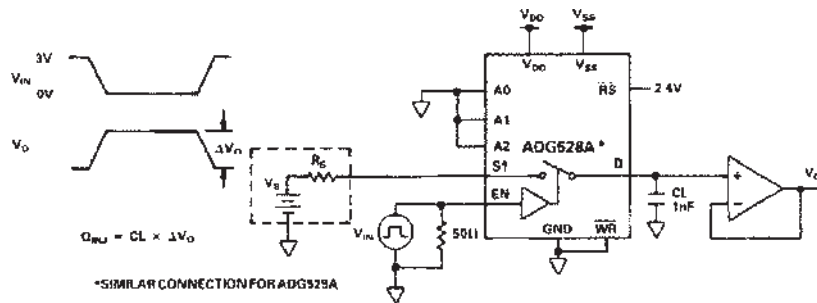 VDD VSS
3V
VIN
0V
VDD VSS
A0 RS 2.4V
A1
A2 ADG528A*
VO ΔVO
RS
S1 D VO
VS
EN
CL
1nF
VIN 50Ω
GND WR
QINJ = CL × ΔVO
*SIMILAR CONNECTION FOR ADG529A